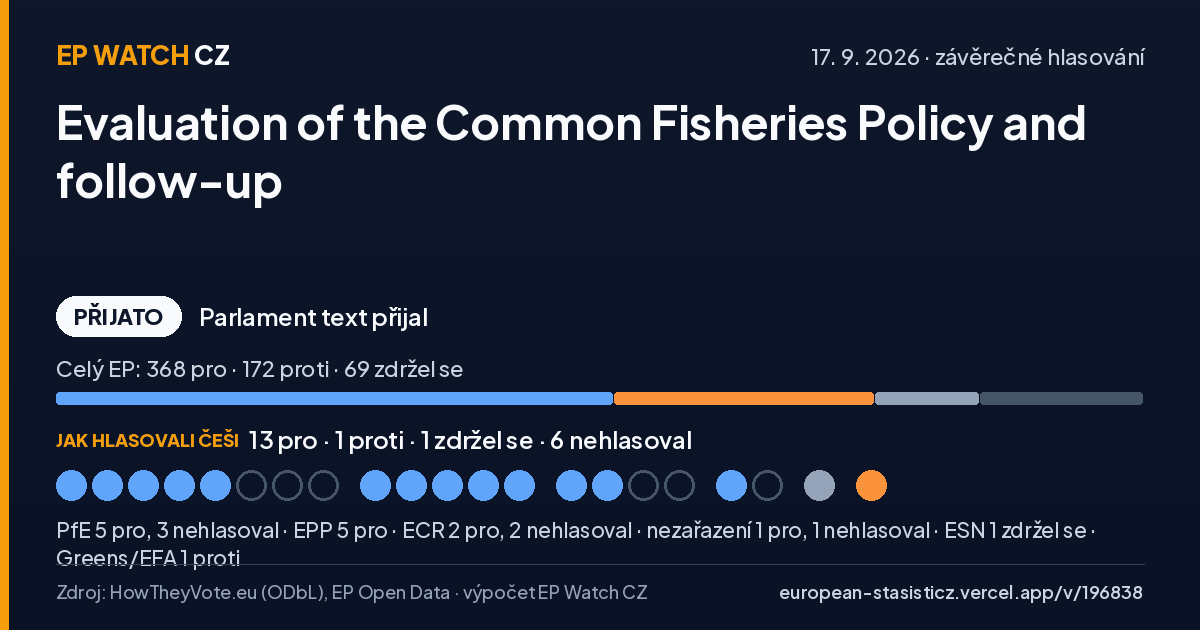 EP WATCH CZ
17. 9. 2026 · závěrečné hlasování
Evaluation of the Common Fisheries Policy and
follow-up
PŘIJATO Parlament text přijal
Celý EP: 368 pro · 172 proti · 69 zdržel se
JAK HLASOVALI ČEŠI 13 pro · 1 proti · 1 zdržel se · 6 nehlasoval
PfE 5 pro, 3 nehlasoval · EPP 5 pro · ECR 2 pro, 2 nehlasoval · nezařazení 1 pro, 1 nehlasoval · ESN 1 zdržel se ·
Greens/EFA 1 proti
Zdroj: HowTheyVote.eu (ODbL), EP Open Data · výpočet EP Watch CZ
european-stasisticz.vercel.app/v/196838